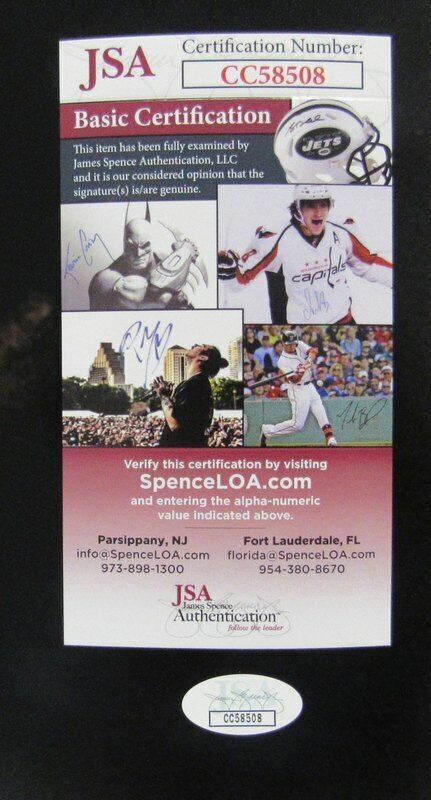 JSA
Certification Number:
CC58508
Basic Certification
This item has been fully examined by
James Spence Authentication, LLC
and it is our considered opinion that the
signature(s) is/are genuine.
JETS
capitals
Verify this certification by visiting
SpenceLOA.com
and entering the alpha-numeric
value indicated above.
Parsippany, NJ
info@SpenceLOA.com
973-898-1300
Fort Lauderdale, FL
florida@SpenceLOA.com
954-380-8670
JSA
James Spence
Authentication™
follow the leader
JSA
CC58508